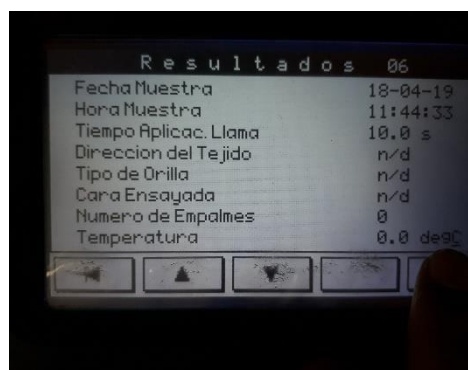 Resultados 06
Fecha Muestra 18-04-19
Hora Muestra 11:44:33
Tiempo Aplicac. Llama 10.0 s
Direccion del Tejido n/d
Tipo de Orilla n/d
Cara Ensayada n/d
Numero de Empalmes 0
Temperatura 0.0 degC